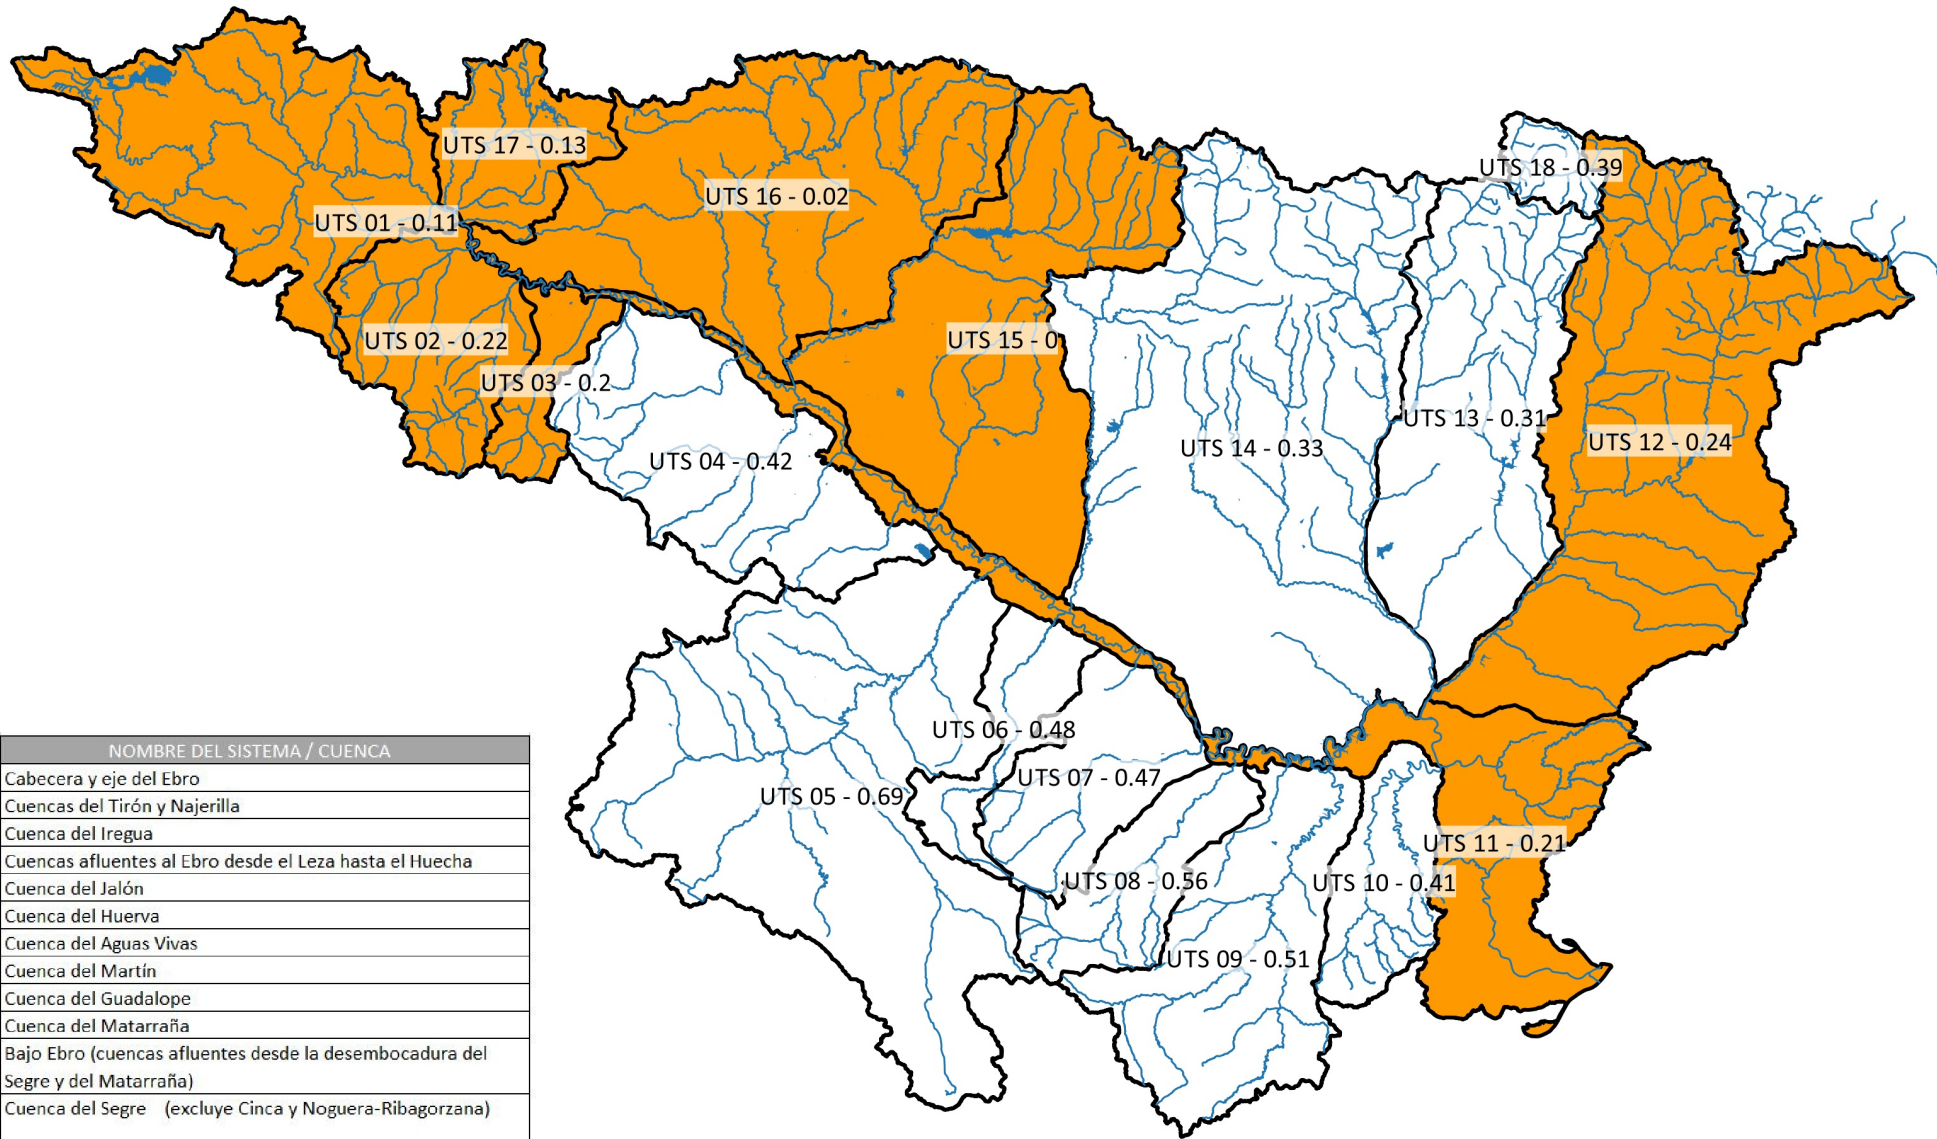 UTS 17 - 0.13
UTS 18 - 0.39
UTS 16 - 0.02
UTS 01 - 0.11
UTS 02 - 0.22
UTS 15 - 0
UTS 03 - 0.2
UTS 13 - 0.31
UTS 12 - 0.24
UTS 14 - 0.33
UTS 04 - 0.42
UTS 06 - 0.48
UTS 07 - 0.47
UTS 05 - 0.69
UTS 11 - 0.21
UTS 08 - 0.56
UTS 10 - 0.41
UTS 09 - 0.51
NOMBRE DEL SISTEMA / CUENCA
Cabecera y eje del Ebro
Cuencas del Tirón y Najerilla
Cuenca del Iregua
Cuencas afluentes al Ebro desde el Leza hasta el Huecha
Cuenca del Jalón
Cuenca del Huerva
Cuenca del Aguas Vivas
Cuenca del Martín
Cuenca del Guadalope
Cuenca del Matarraña
Bajo Ebro (cuencas afluentes desde la desembocadura del
Segre y del Matarraña)
Cuenca del Segre (excluye Cinca y Noguera-Ribagorzana)